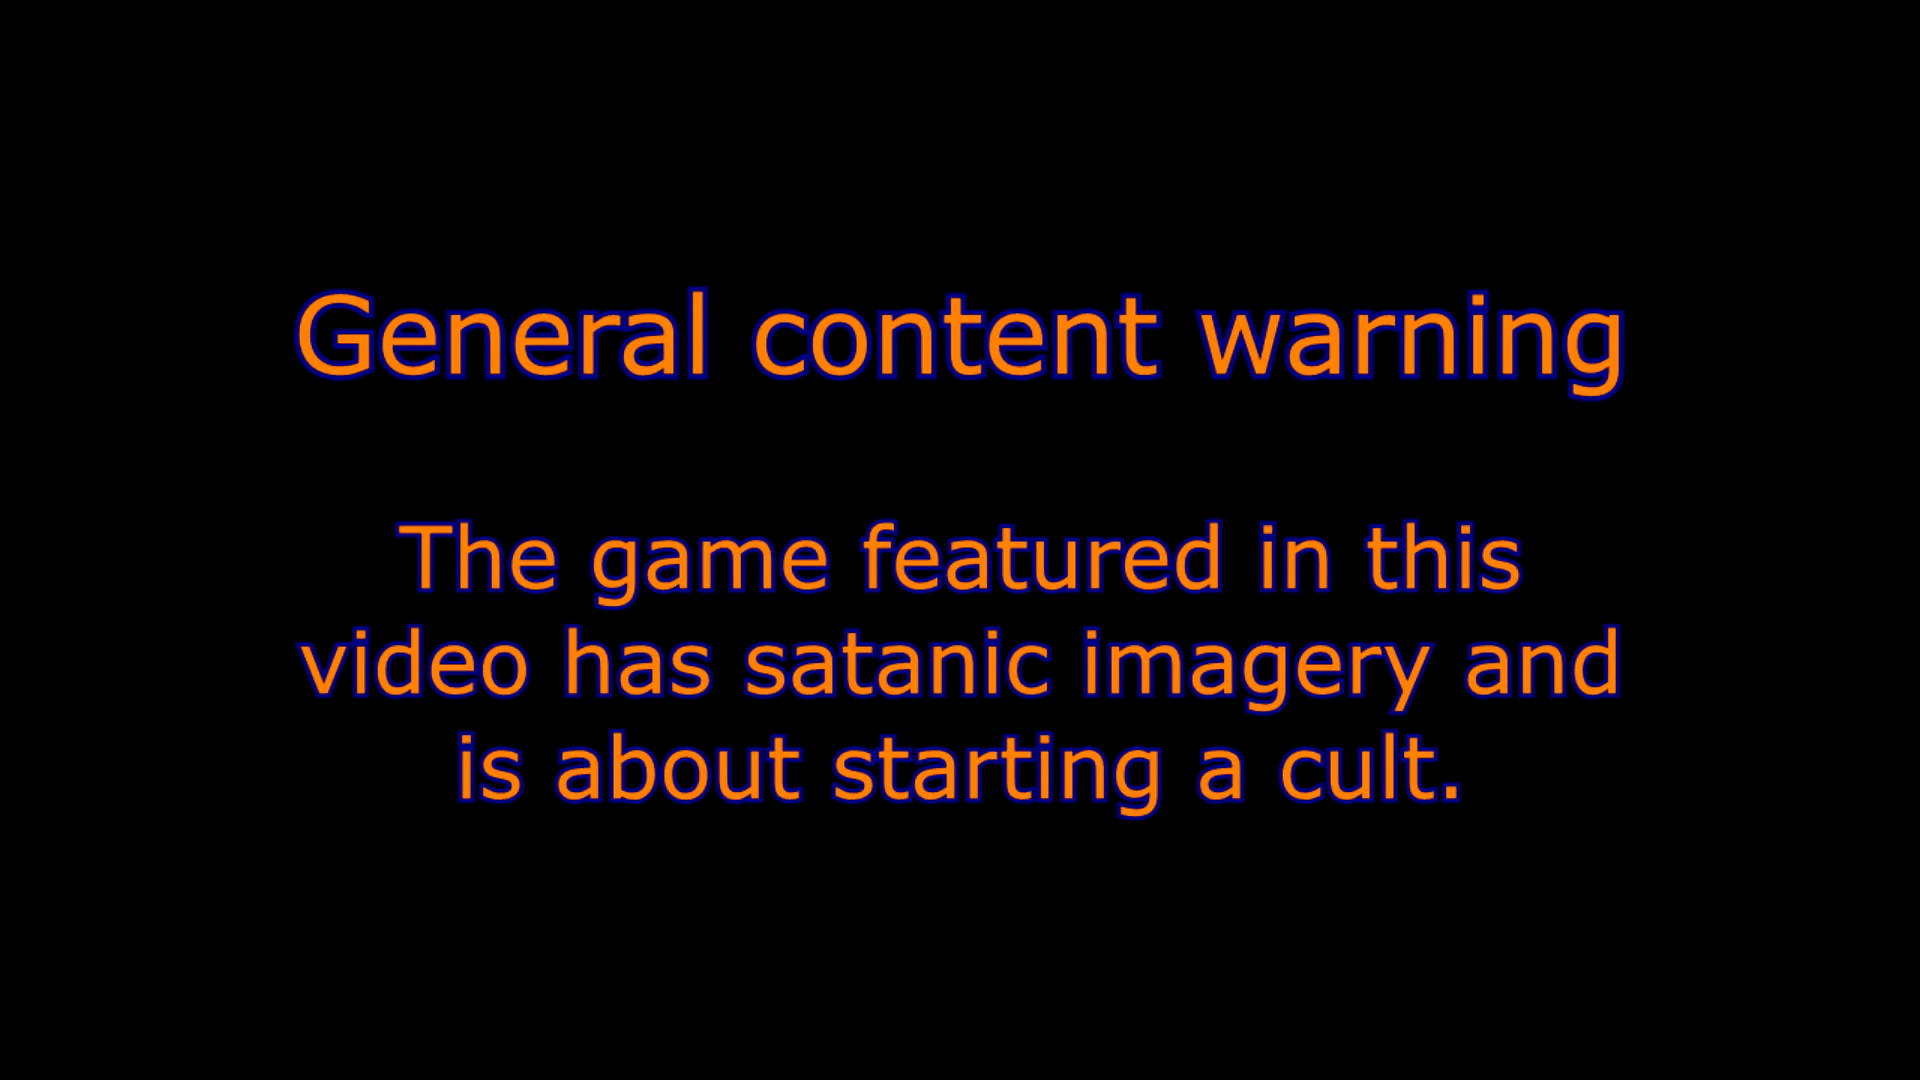 General content warning
The game featured in this
video has satanic imagery and
is about starting a cult.